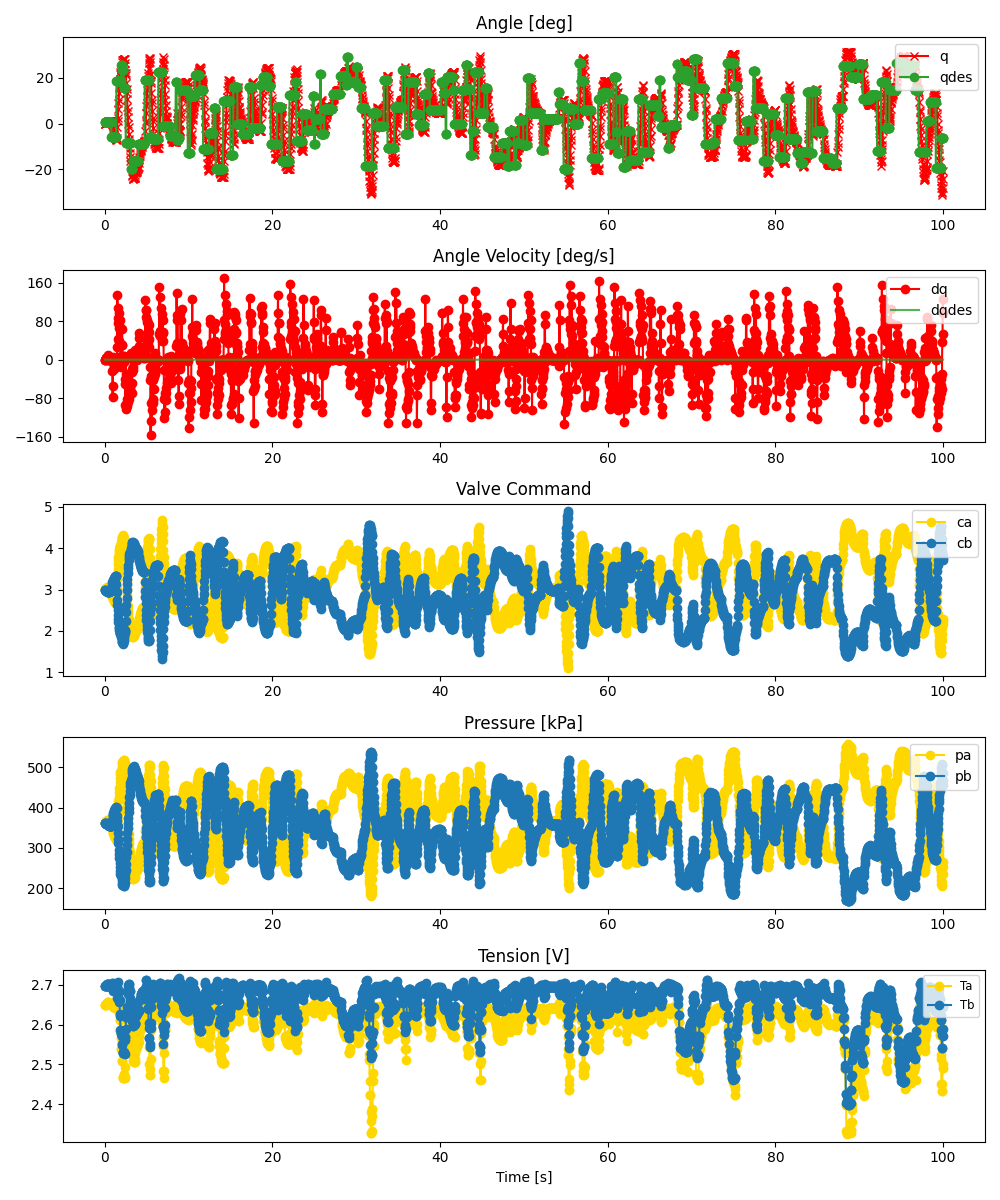 Angle [deg]
20
0
−20
q
qdes
0 20 40 60 80 100
Angle Velocity [deg/s]
160
80
0
−80
−160
dq
dqdes
0 20 40 60 80 100
Valve Command
5
4
3
2
1
ca
cb
0 20 40 60 80 100
Pressure [kPa]
500
400
300
200
pa
pb
0 20 40 60 80 100
Tension [V]
2.7
2.6
2.5
2.4
Ta
Tb
0 20 40 60 80 100
Time [s]